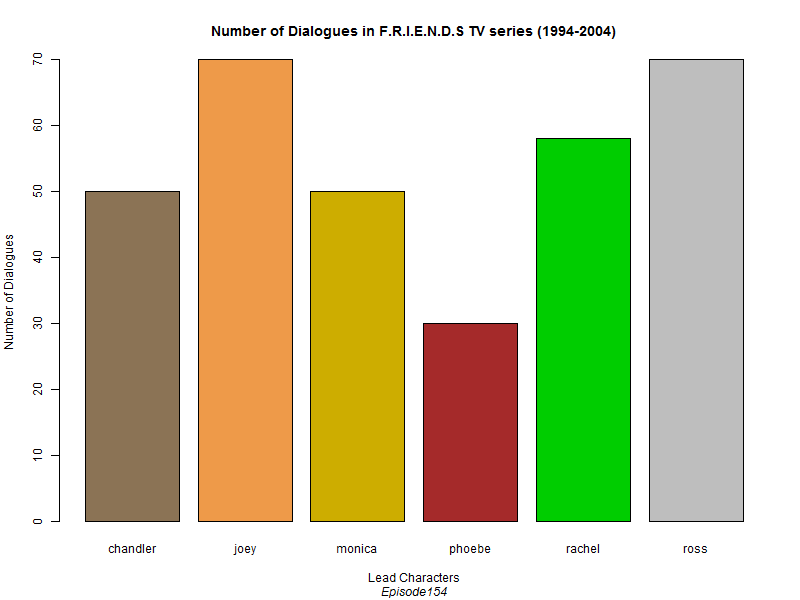 Number of Dialogues in F.R.I.E.N.D.S TV series (1994-2004)
Number of Dialogues
70
60
50
40
30
20
10
0
chandler joey monica phoebe rachel ross
Lead Characters
Episode154